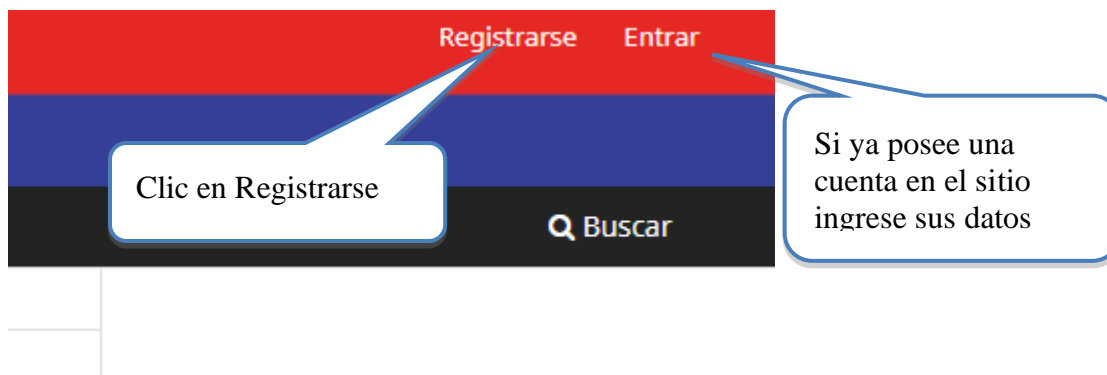 Registrarse Entrar
Clic en Registrarse
Si ya posee una
cuenta en el sitio
ingrese sus datos
Buscar